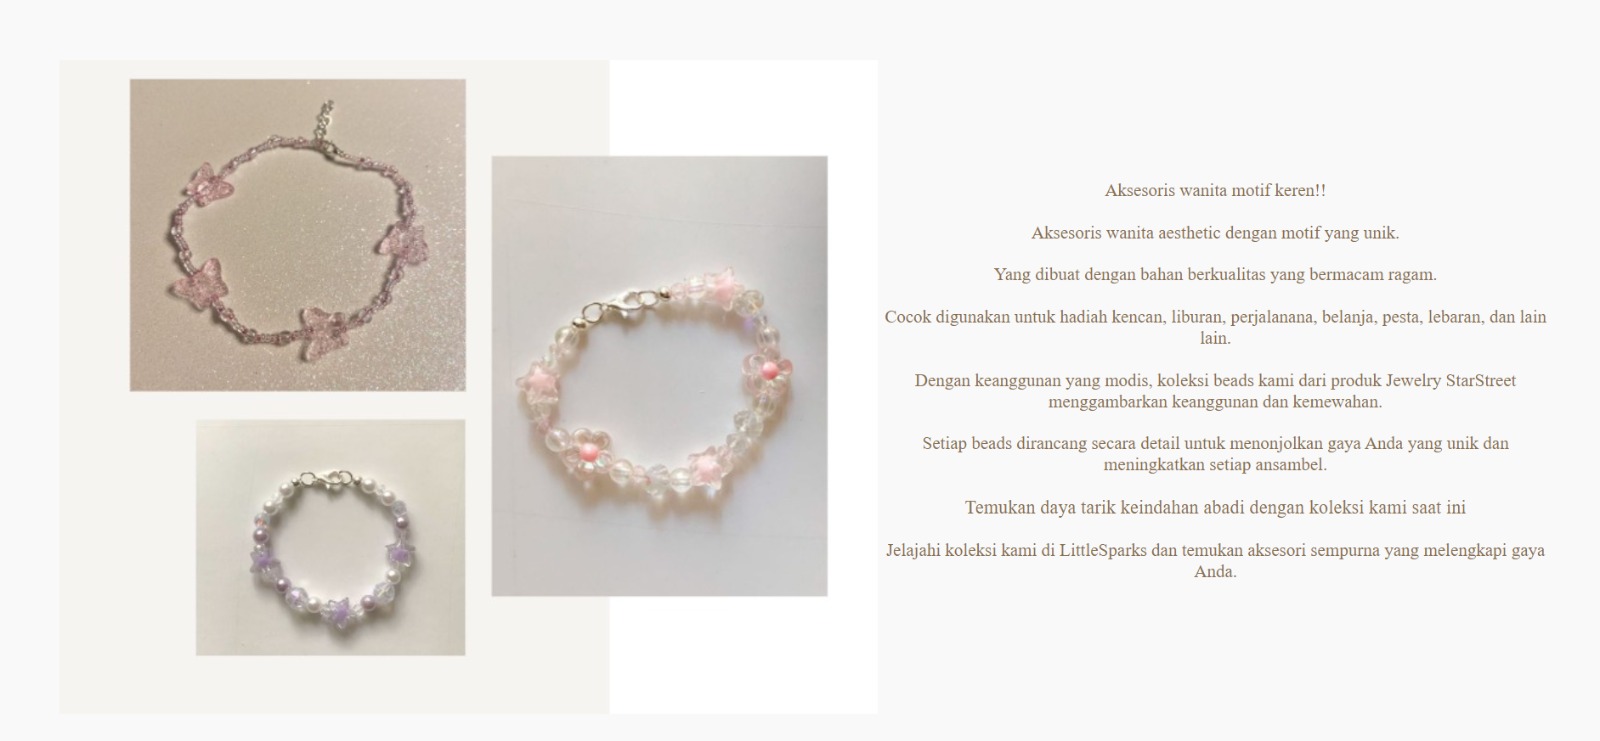 Aksesoris wanita motif keren!!
Aksesoris wanita aesthetic dengan motif yang unik.
Yang dibuat dengan bahan berkualitas yang bermacam ragam.
Cocok digunakan untuk hadiah kencan, liburan, perjalanana, belanja, pesta, lebaran, dan lain
lain.
Dengan keanggunan yang modis, koleksi beads kami dari produk Jewelry StarStreet
menggambarkan keanggunan dan kemewahan.
Setiap beads dirancang secara detail untuk menonjolkan gaya Anda yang unik dan
meningkatkan setiap ansambel.
Temukan daya tarik keindahan abadi dengan koleksi kami saat ini
Jelajahi koleksi kami di LittleSparks dan temukan aksesori sempurna yang melengkapi gaya
Anda.